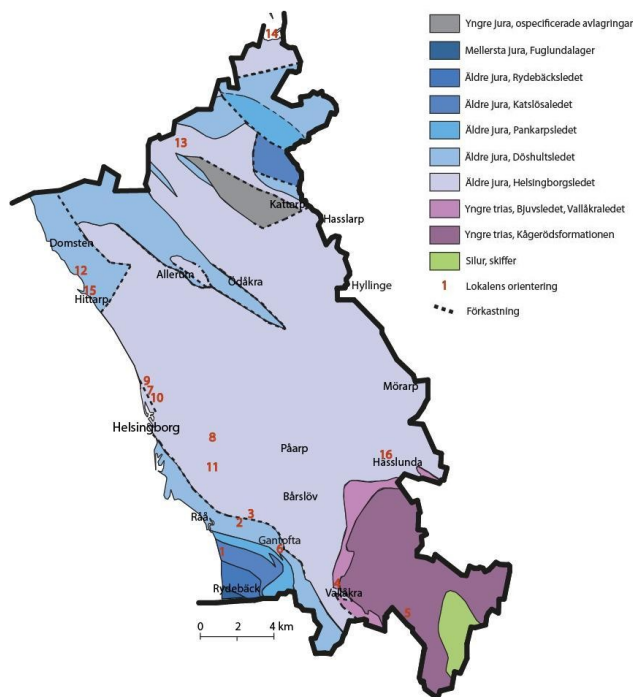 Yngre jura, ospecificerade avlagringar
Mellersta jura, Fuglundalager
Äldre jura, Rydebäcksledet
Äldre jura, Katslösaledet
Äldre jura, Pankarpsledet
Äldre jura, Döshultsledet
Äldre jura, Helsingborgsledet
Yngre trias, Bjuvsledet, Vallåkraledet
Yngre trias, Kågerödsformationen
Silur, skiffer
1 Lokalens orientering
Förkastning
14
13
Kattarp
Hasslarp
Domsten
12
Allerum
Ödåkra
Hyllinge
15
Hittarp
9
7
10
Mörarp
Helsingborg
8
Påarp
16
Hässlunda
11
Bårslöv
Råå
3
2
Gantofta
6
1
Rydebäck
4
Vallåkra
5
0 2 4 km